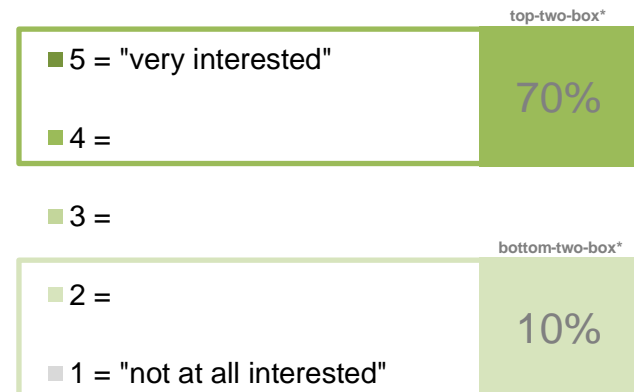 top-two-box*
5 = "very interested"
70%
4 =
3 =
bottom-two-box*
2 =
10%
1 = "not at all interested"